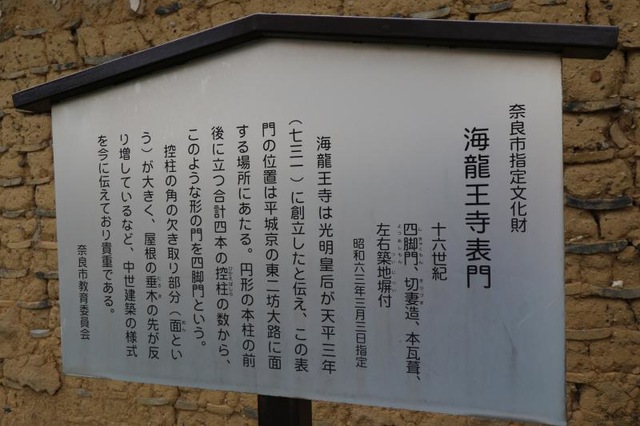 奈良市指定文化財
海龍王寺表門
十六世紀
四脚門、切妻造、本瓦葺、
左右築地塀付
昭和六三年三月三日指定
海龍王寺は光明皇后が天平三年
（七三一）に創立したと伝え、この表
門の位置は平城京の東二坊大路に面
する場所にあたる。円形の本柱の前
後に立つ合計四本の控柱の数から、
このような形の門を四脚門という。
控柱の角の欠き取り部分（面とい
う）が大きく、屋根の垂木の先が反
り増しているなど、中世建築の様式
を今に伝えており貴重である。
奈良市教育委員会